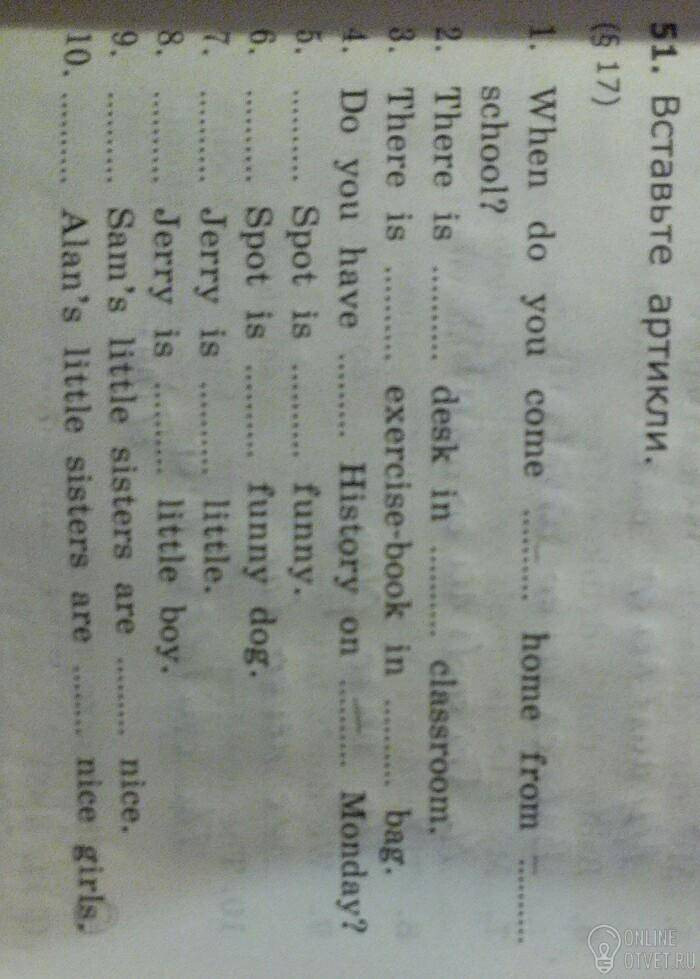 51. Вставьте артикли.
(§ 17)
1. When do you come .......... home from ..........
school?
2. There is .......... desk in .......... classroom.
3. There is .......... exercise-book in .......... bag.
4. Do you have .......... History on .......... Monday?
5. .......... Spot is .......... funny.
6. .......... Spot is .......... funny dog.
7. .......... Jerry is .......... little.
8. .......... Jerry is .......... little boy.
9. .......... Sam's little sisters are ........ nice.
10. .......... Alan's little sisters are ........ nice girls.
ONLINE
OTVET.RU